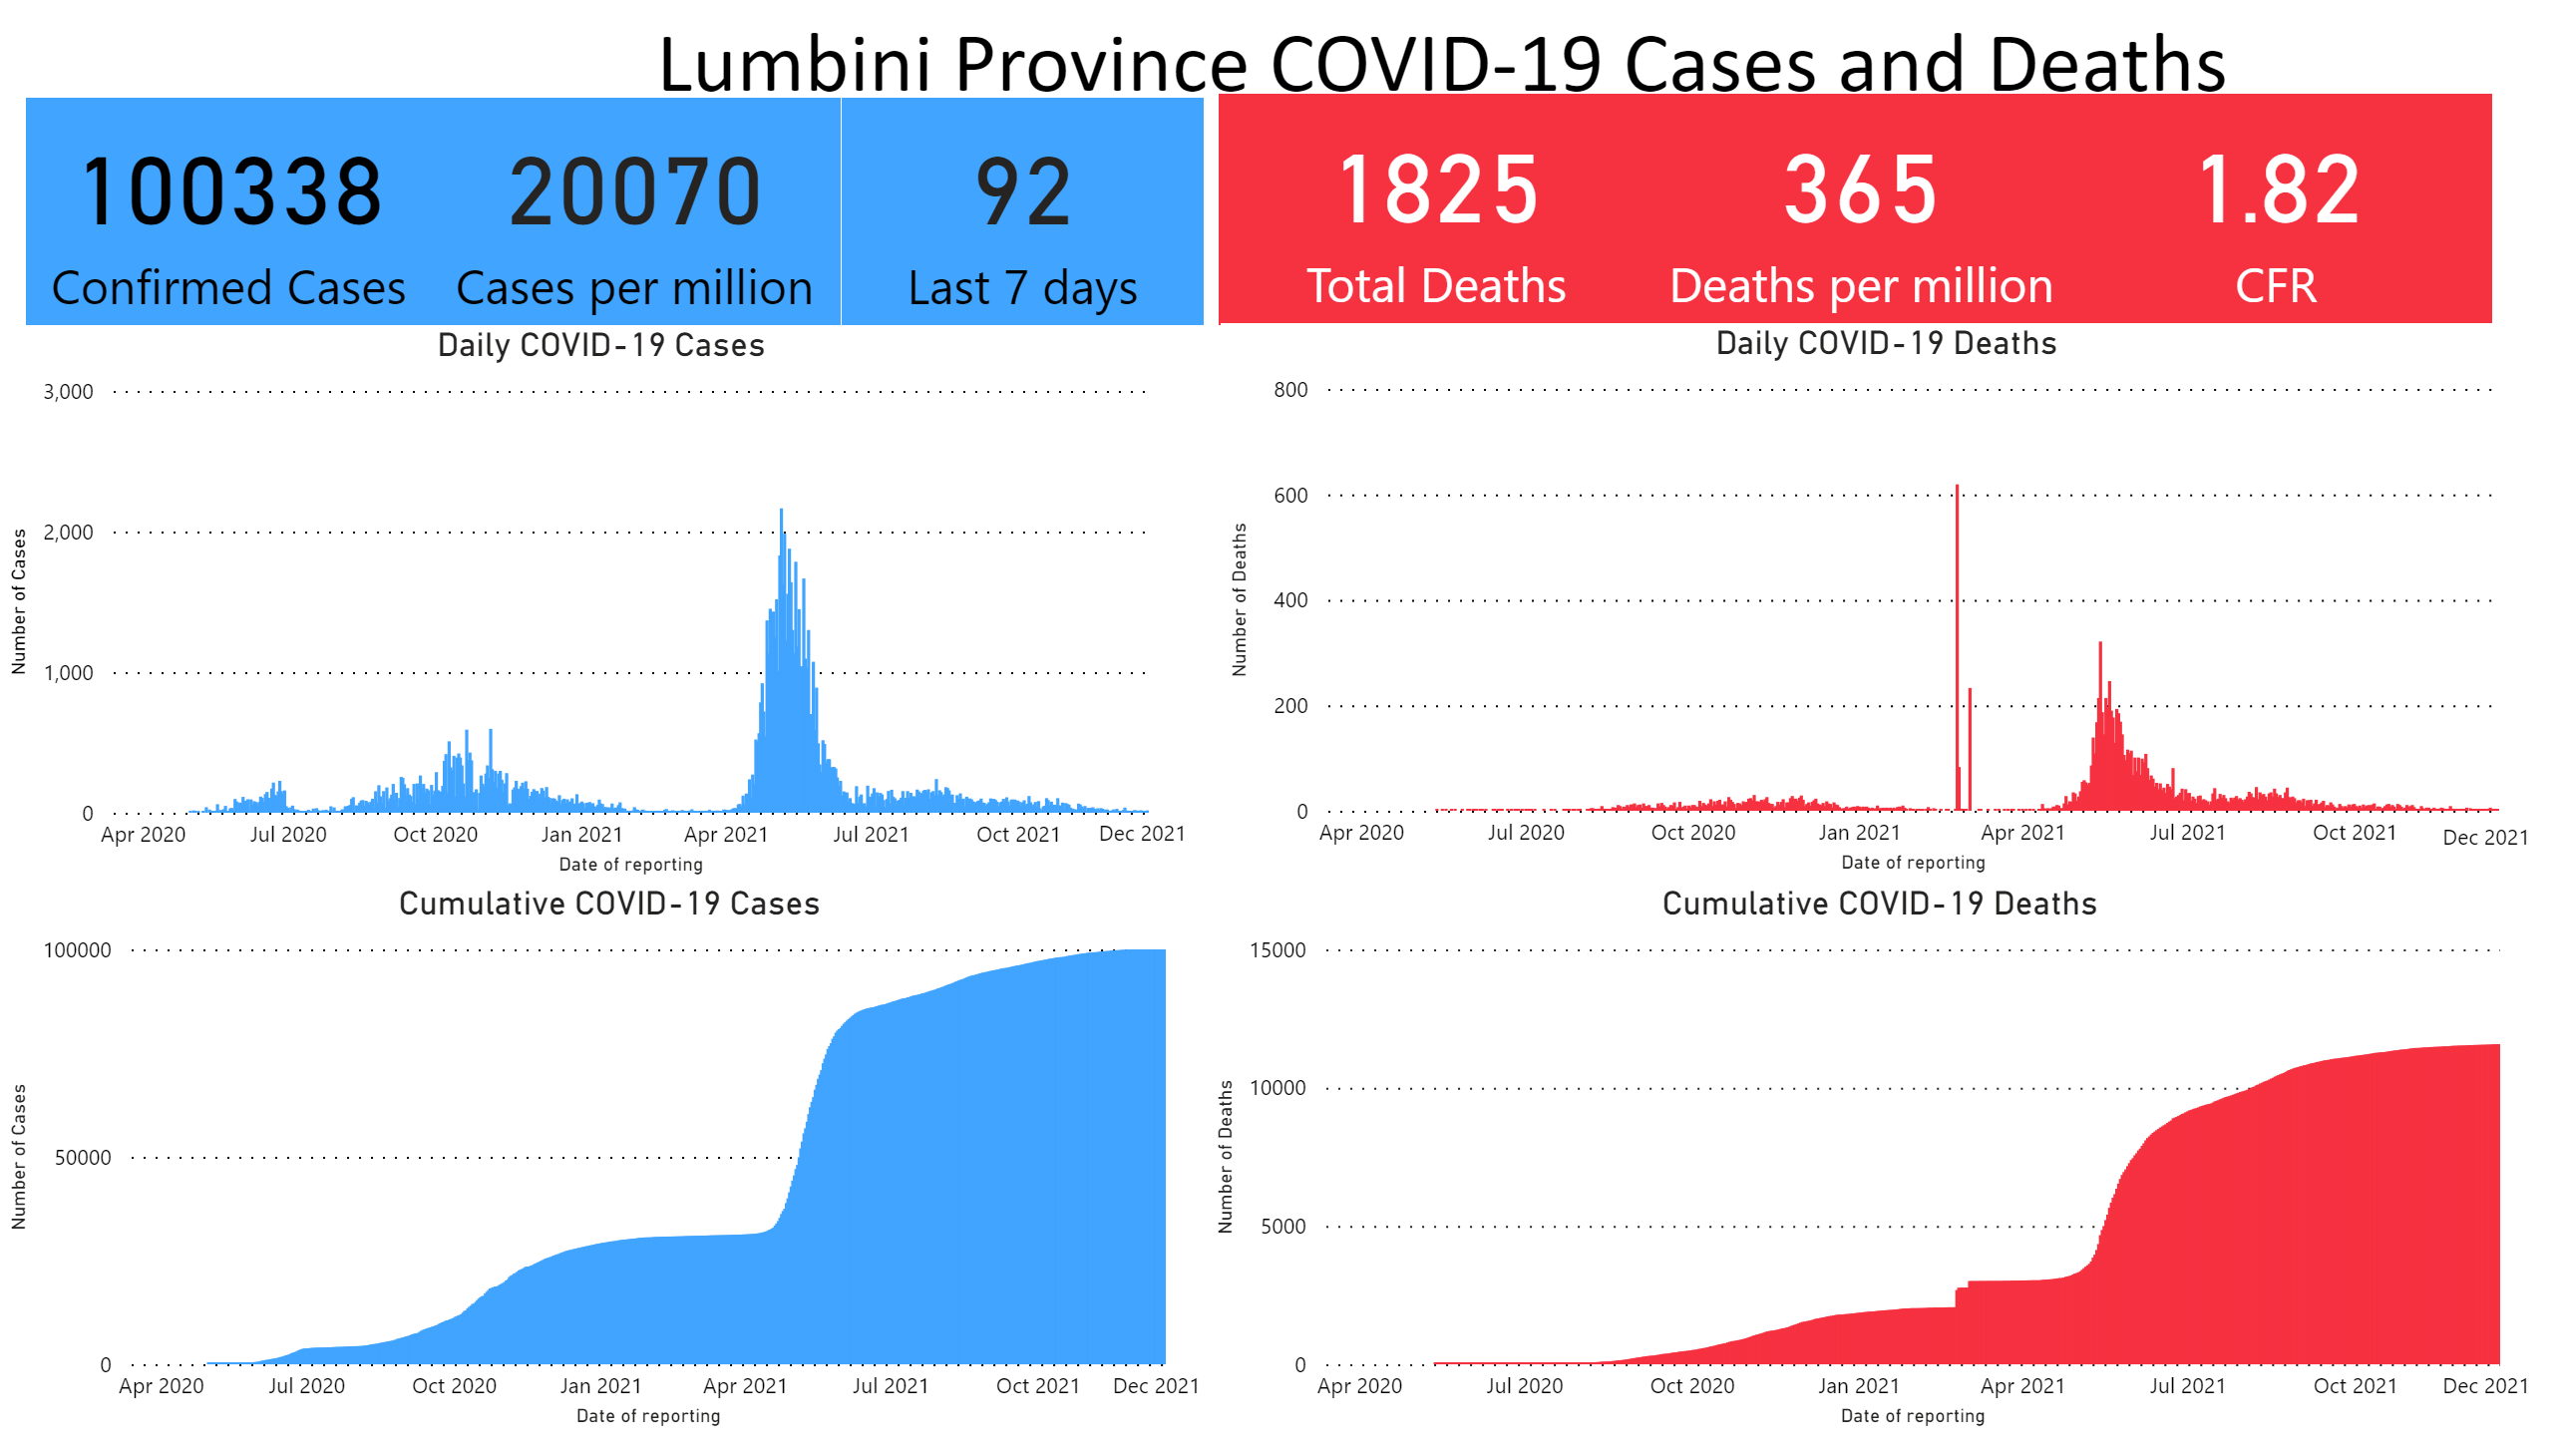 Lumbini Province COVID-19 Cases and Deaths
100338 20070 92 1825 365 1.82
Confirmed Cases Cases per million Last 7 days Total Deaths Deaths per million CFR
Daily COVID-19 Cases
3,000
2,000
1,000
0
Number of Cases
Apr 2020 Jul 2020 Oct 2020 Jan 2021 Apr 2021 Jul 2021 Oct 2021 Dec 2021
Date of reporting
Daily COVID-19 Deaths
800
600
400
200
0
Number of Deaths
Apr 2020 Jul 2020 Oct 2020 Jan 2021 Apr 2021 Jul 2021 Oct 2021 Dec 2021
Date of reporting
Cumulative COVID-19 Cases
100000
50000
0
Number of Cases
Apr 2020 Jul 2020 Oct 2020 Jan 2021 Apr 2021 Jul 2021 Oct 2021 Dec 2021
Date of reporting
Cumulative COVID-19 Deaths
15000
10000
5000
0
Number of Deaths
Apr 2020 Jul 2020 Oct 2020 Jan 2021 Apr 2021 Jul 2021 Oct 2021 Dec 2021
Date of reporting